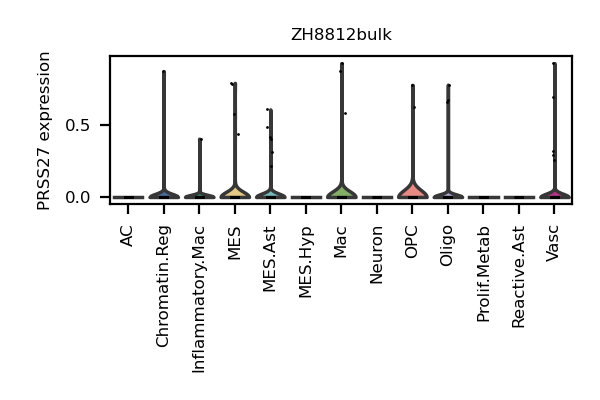 ZH8812bulk
PRSS27 expression
0.5
0.0
AC
Chromatin.Reg
Inflammatory.Mac
MES
MES.Ast
MES.Hyp
Mac
Neuron
OPC
Oligo
Prolif.Metab
Reactive.Ast
Vasc